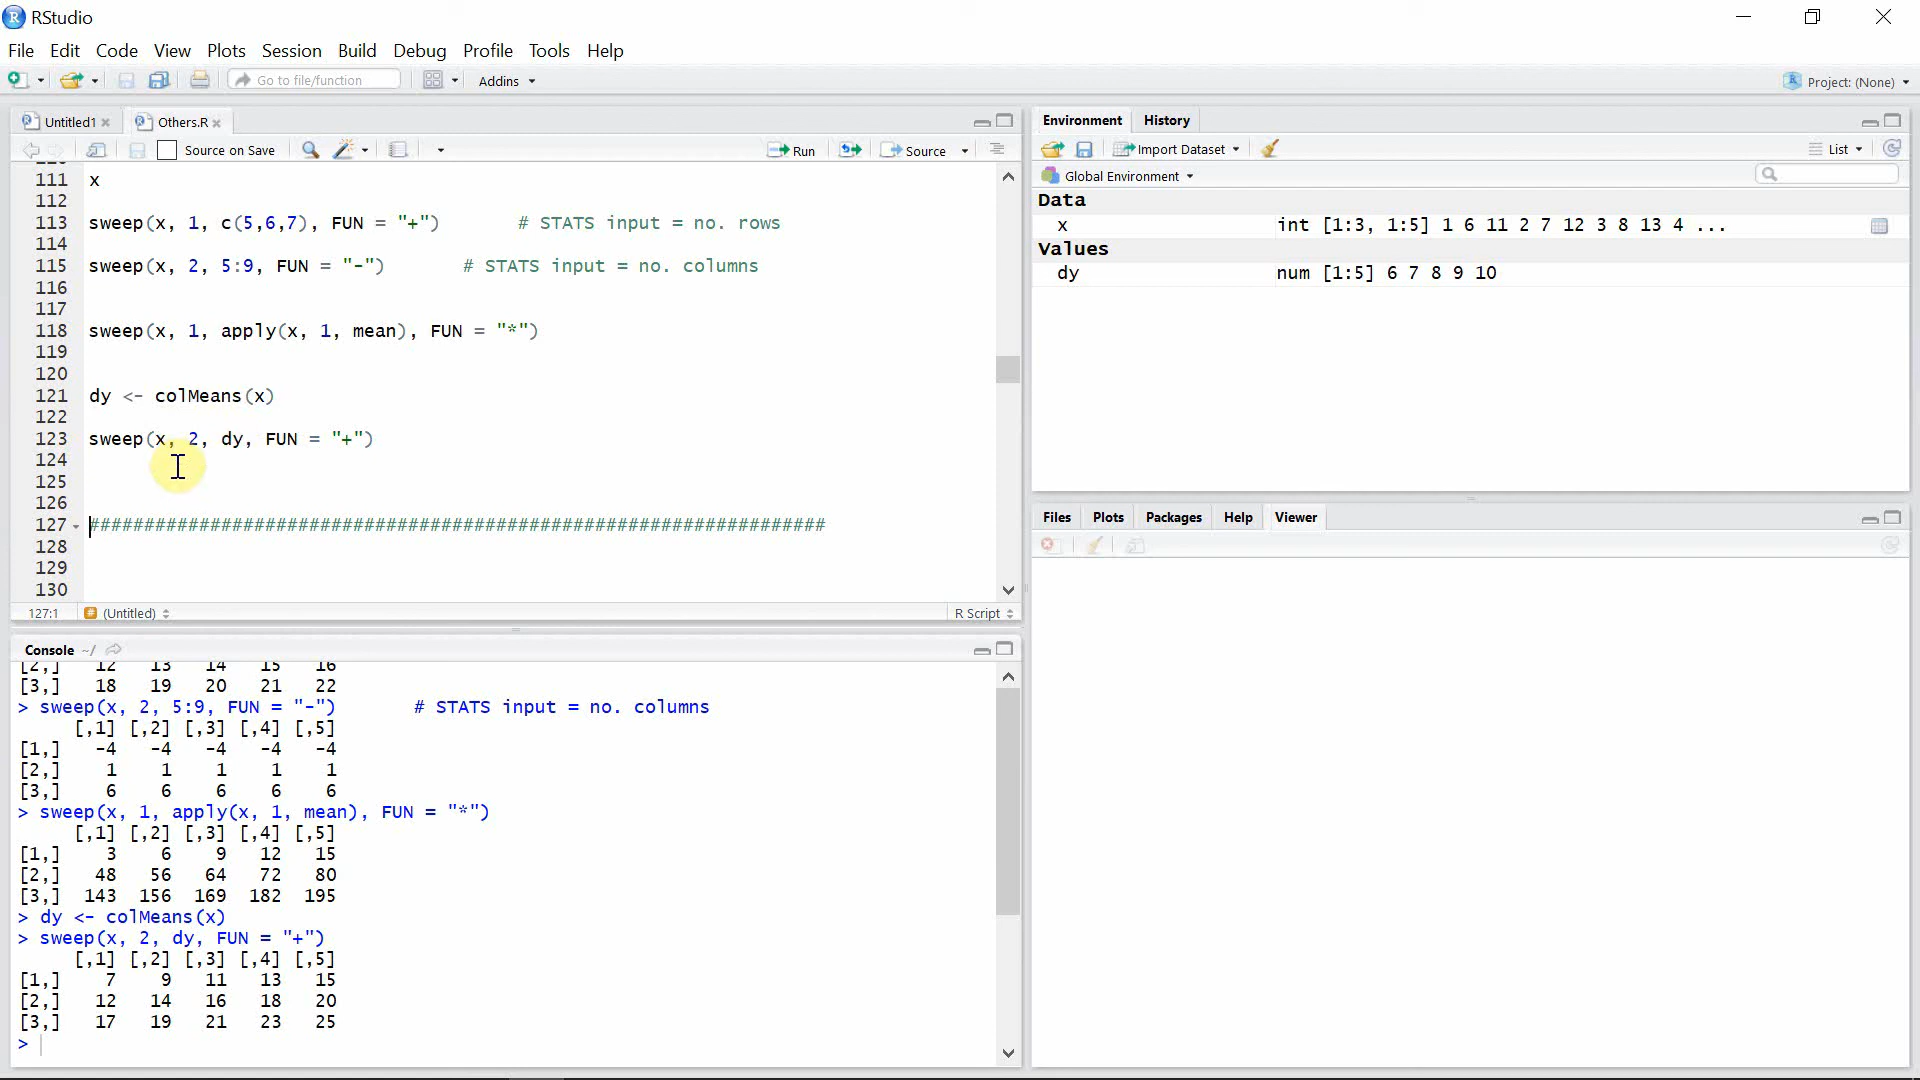 RStudio
File Edit Code View Plots Session Build Debug Profile Tools Help
Go to file/function Addins Project: (None)
Untitled1 Others.R
Source on Save Run Source
111 x
112
113 sweep(x, 1, c(5,6,7), FUN = "+") # STATS input = no. rows
114
115 sweep(x, 2, 5:9, FUN = "-") # STATS input = no. columns
116
117
118 sweep(x, 1, apply(x, 1, mean), FUN = "*")
119
120
121 dy <- colMeans(x)
122
123 sweep(x, 2, dy, FUN = "+")
124
125
126
127 ###################################################################
128
129
130
127:1 (Untitled) R Script
Console ~/
[2,] 12 13 14 15 16
[3,] 18 19 20 21 22
> sweep(x, 2, 5:9, FUN = "-") # STATS input = no. columns
[,1] [,2] [,3] [,4] [,5]
[1,] -4 -4 -4 -4 -4
[2,] 1 1 1 1 1
[3,] 6 6 6 6 6
> sweep(x, 1, apply(x, 1, mean), FUN = "*")
[,1] [,2] [,3] [,4] [,5]
[1,] 3 6 9 12 15
[2,] 48 56 64 72 80
[3,] 143 156 169 182 195
> dy <- colMeans(x)
> sweep(x, 2, dy, FUN = "+")
[,1] [,2] [,3] [,4] [,5]
[1,] 7 9 11 13 15
[2,] 12 14 16 18 20
[3,] 17 19 21 23 25
>
Environment History
Import Dataset List
Global Environment
Data
x int [1:3, 1:5] 1 6 11 2 7 12 3 8 13 4 ...
Values
dy num [1:5] 6 7 8 9 10
Files Plots Packages Help Viewer